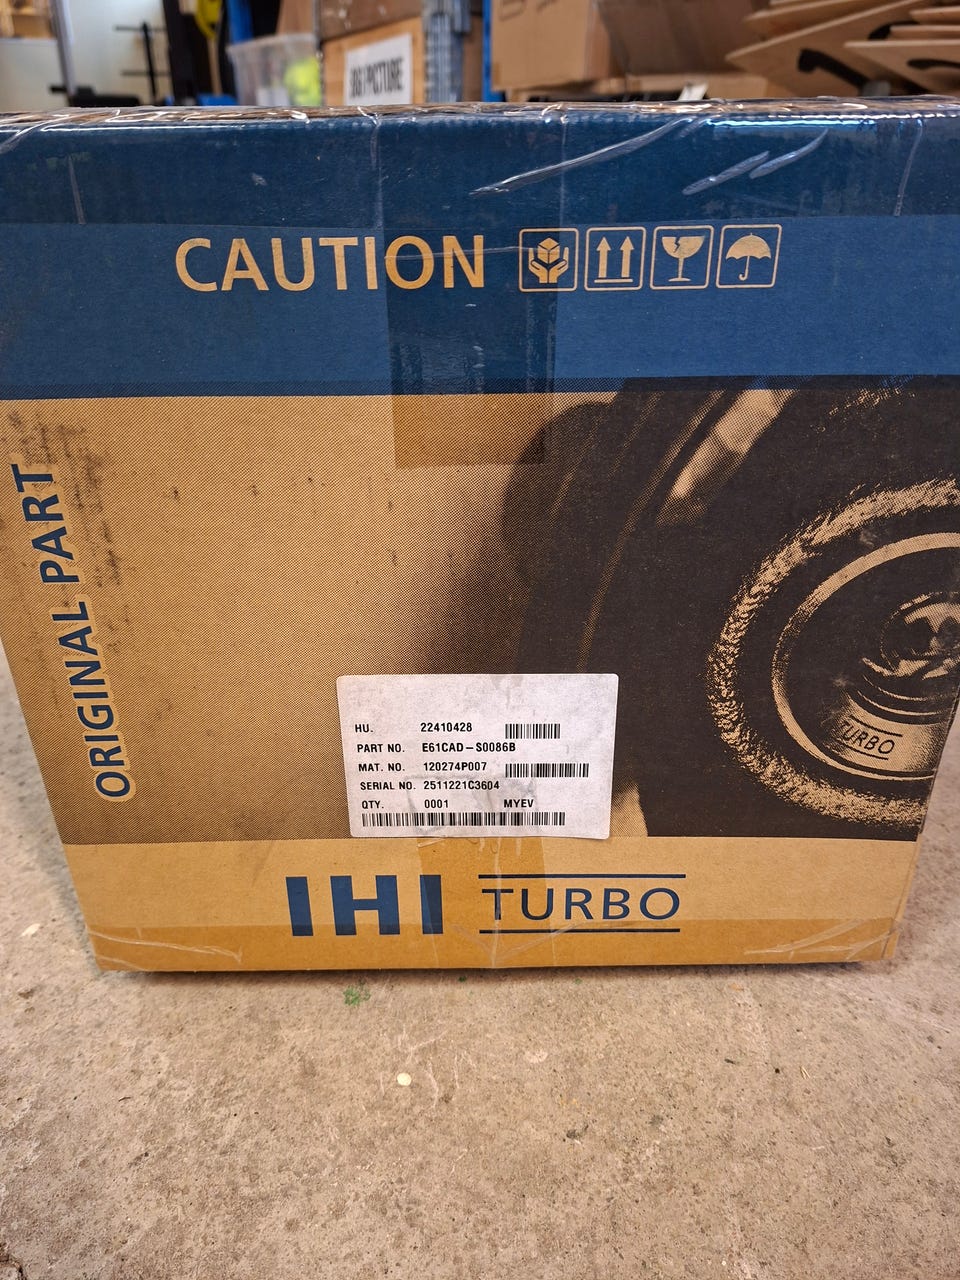 CAUTION
ORIGINAL PART
HU. 22410428
PART NO. E61CAD-S0086B
MAT. NO. 120274P007
SERIAL NO. 2511221C3604
QTY. 0001 MYEV
TURBO
IHI TURBO